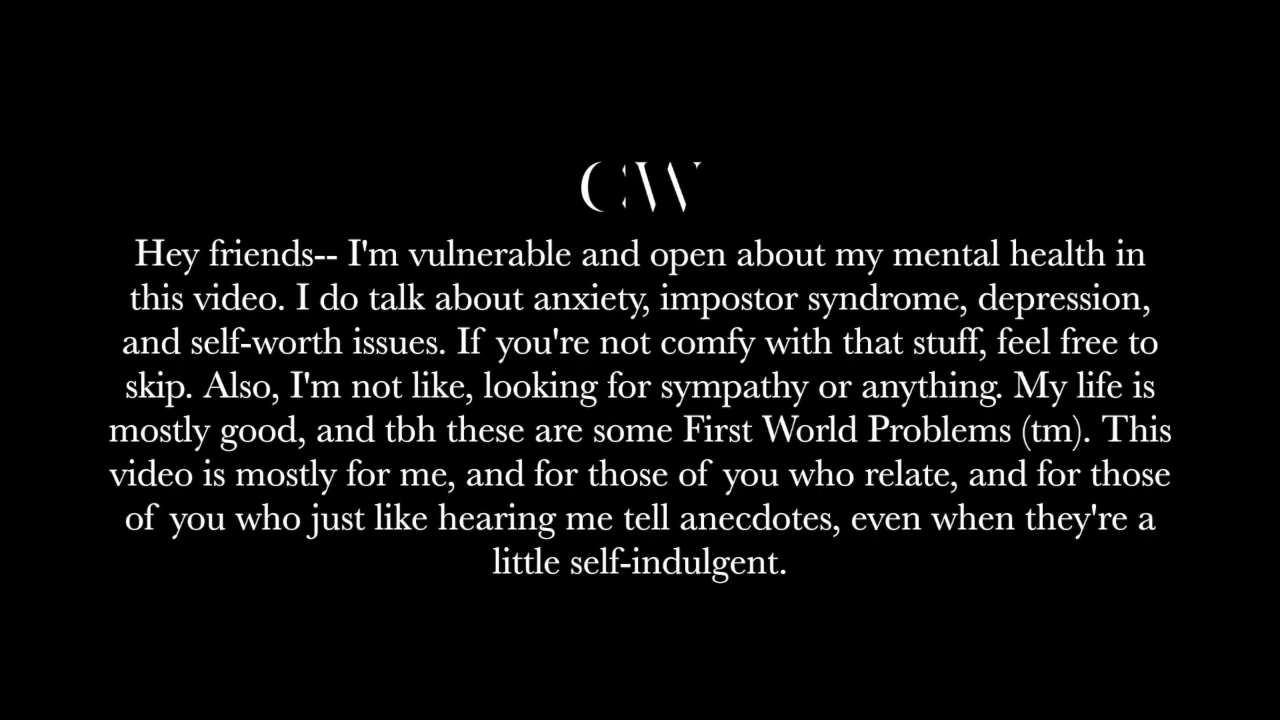 CW
Hey friends-- I'm vulnerable and open about my mental health in
this video. I do talk about anxiety, impostor syndrome, depression,
and self-worth issues. If you're not comfy with that stuff, feel free to
skip. Also, I'm not like, looking for sympathy or anything. My life is
mostly good, and tbh these are some First World Problems (tm). This
video is mostly for me, and for those of you who relate, and for those
of you who just like hearing me tell anecdotes, even when they're a
little self-indulgent.